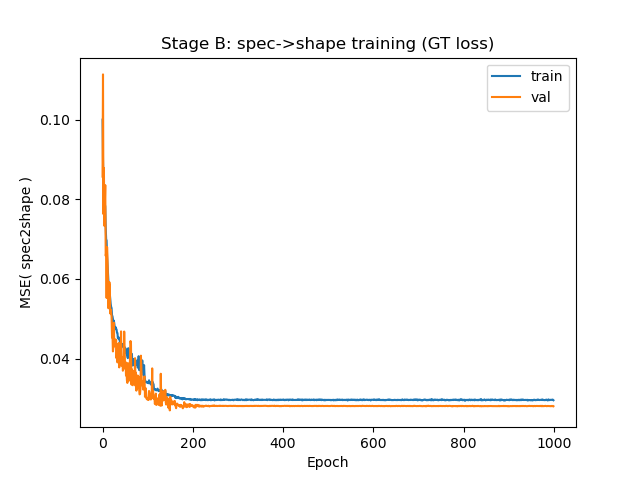 Stage B: spec->shape training (GT loss)
train
val
MSE( spec2shape )
0.10
0.08
0.06
0.04
0
200
400
600
800
1000
Epoch